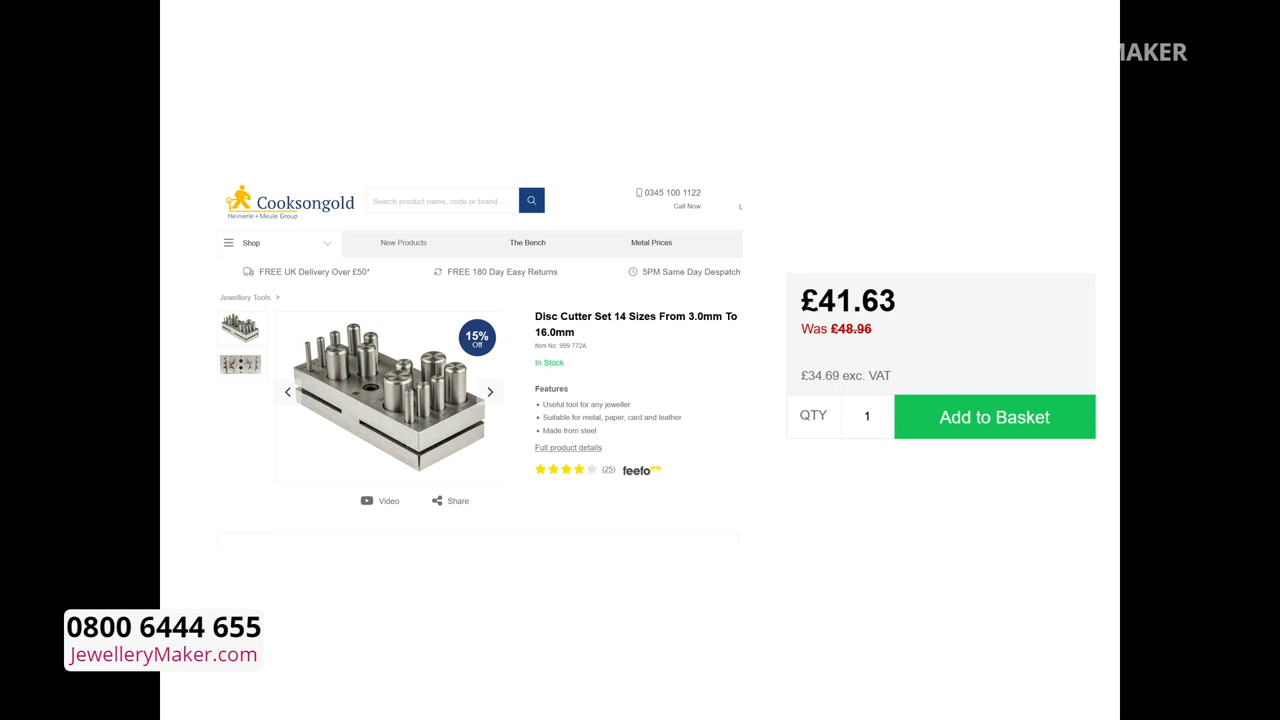 MAKER
Cooksongold
Heimerle + Meule Group
Search product name, code or brand ...
0345 100 1122
Call Now
L
Shop
New Products
The Bench
Metal Prices
FREE UK Delivery Over £50*
FREE 180 Day Easy Returns
5PM Same Day Despatch
Jewellery Tools >
15%
Off
Disc Cutter Set 14 Sizes From 3.0mm To
16.0mm
Item No: 999 772A
In Stock
Features
• Useful tool for any jeweller
• Suitable for metal, paper, card and leather
• Made from steel
Full product details
(25) feefo
Video
Share
£41.63
Was £48.96
£34.69 exc. VAT
QTY 1 Add to Basket
0800 6444 655
JewelleryMaker.com